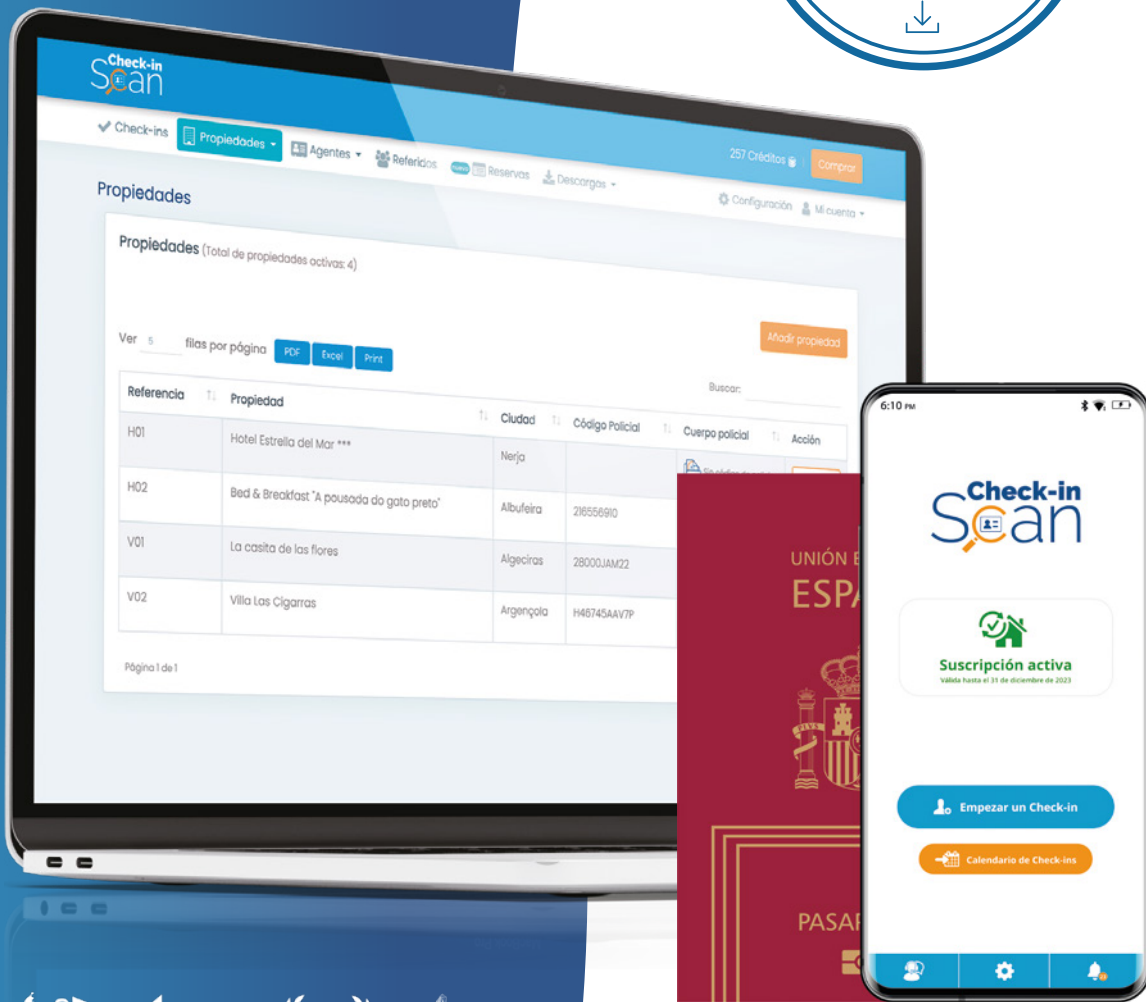 Check-in
Scan
257 Créditos
Comprar
Check-ins
Propiedades
Agentes
Referidos
nuevo
Reservas
Descargas
Configuración
Mi cuenta
Propiedades
Propiedades (Total de propiedades activas: 4)
Añadir propiedad
Ver 5 filas por página
PDF
Excel
Print
Buscar:
Referencia Propiedad Ciudad Código Policial Cuerpo policial Acción
H01 Hotel Estrella del Mar *** Nerja
H02 Bed & Breakfast "A pousada do gato preto" Albufeira 216556910
V01 La casita de las flores Algeciras 28000JAM22
V02 Villa Las Cigarras Argençola H46745AAV7P
Página 1 de 1
UNIÓN E
ESPA
PLUS
PASAP
6:10 PM
Check-in
Scan
Suscripción activa
Válida hasta el 31 de diciembre de 2023
Empezar un Check-in
Calendario de Check-ins